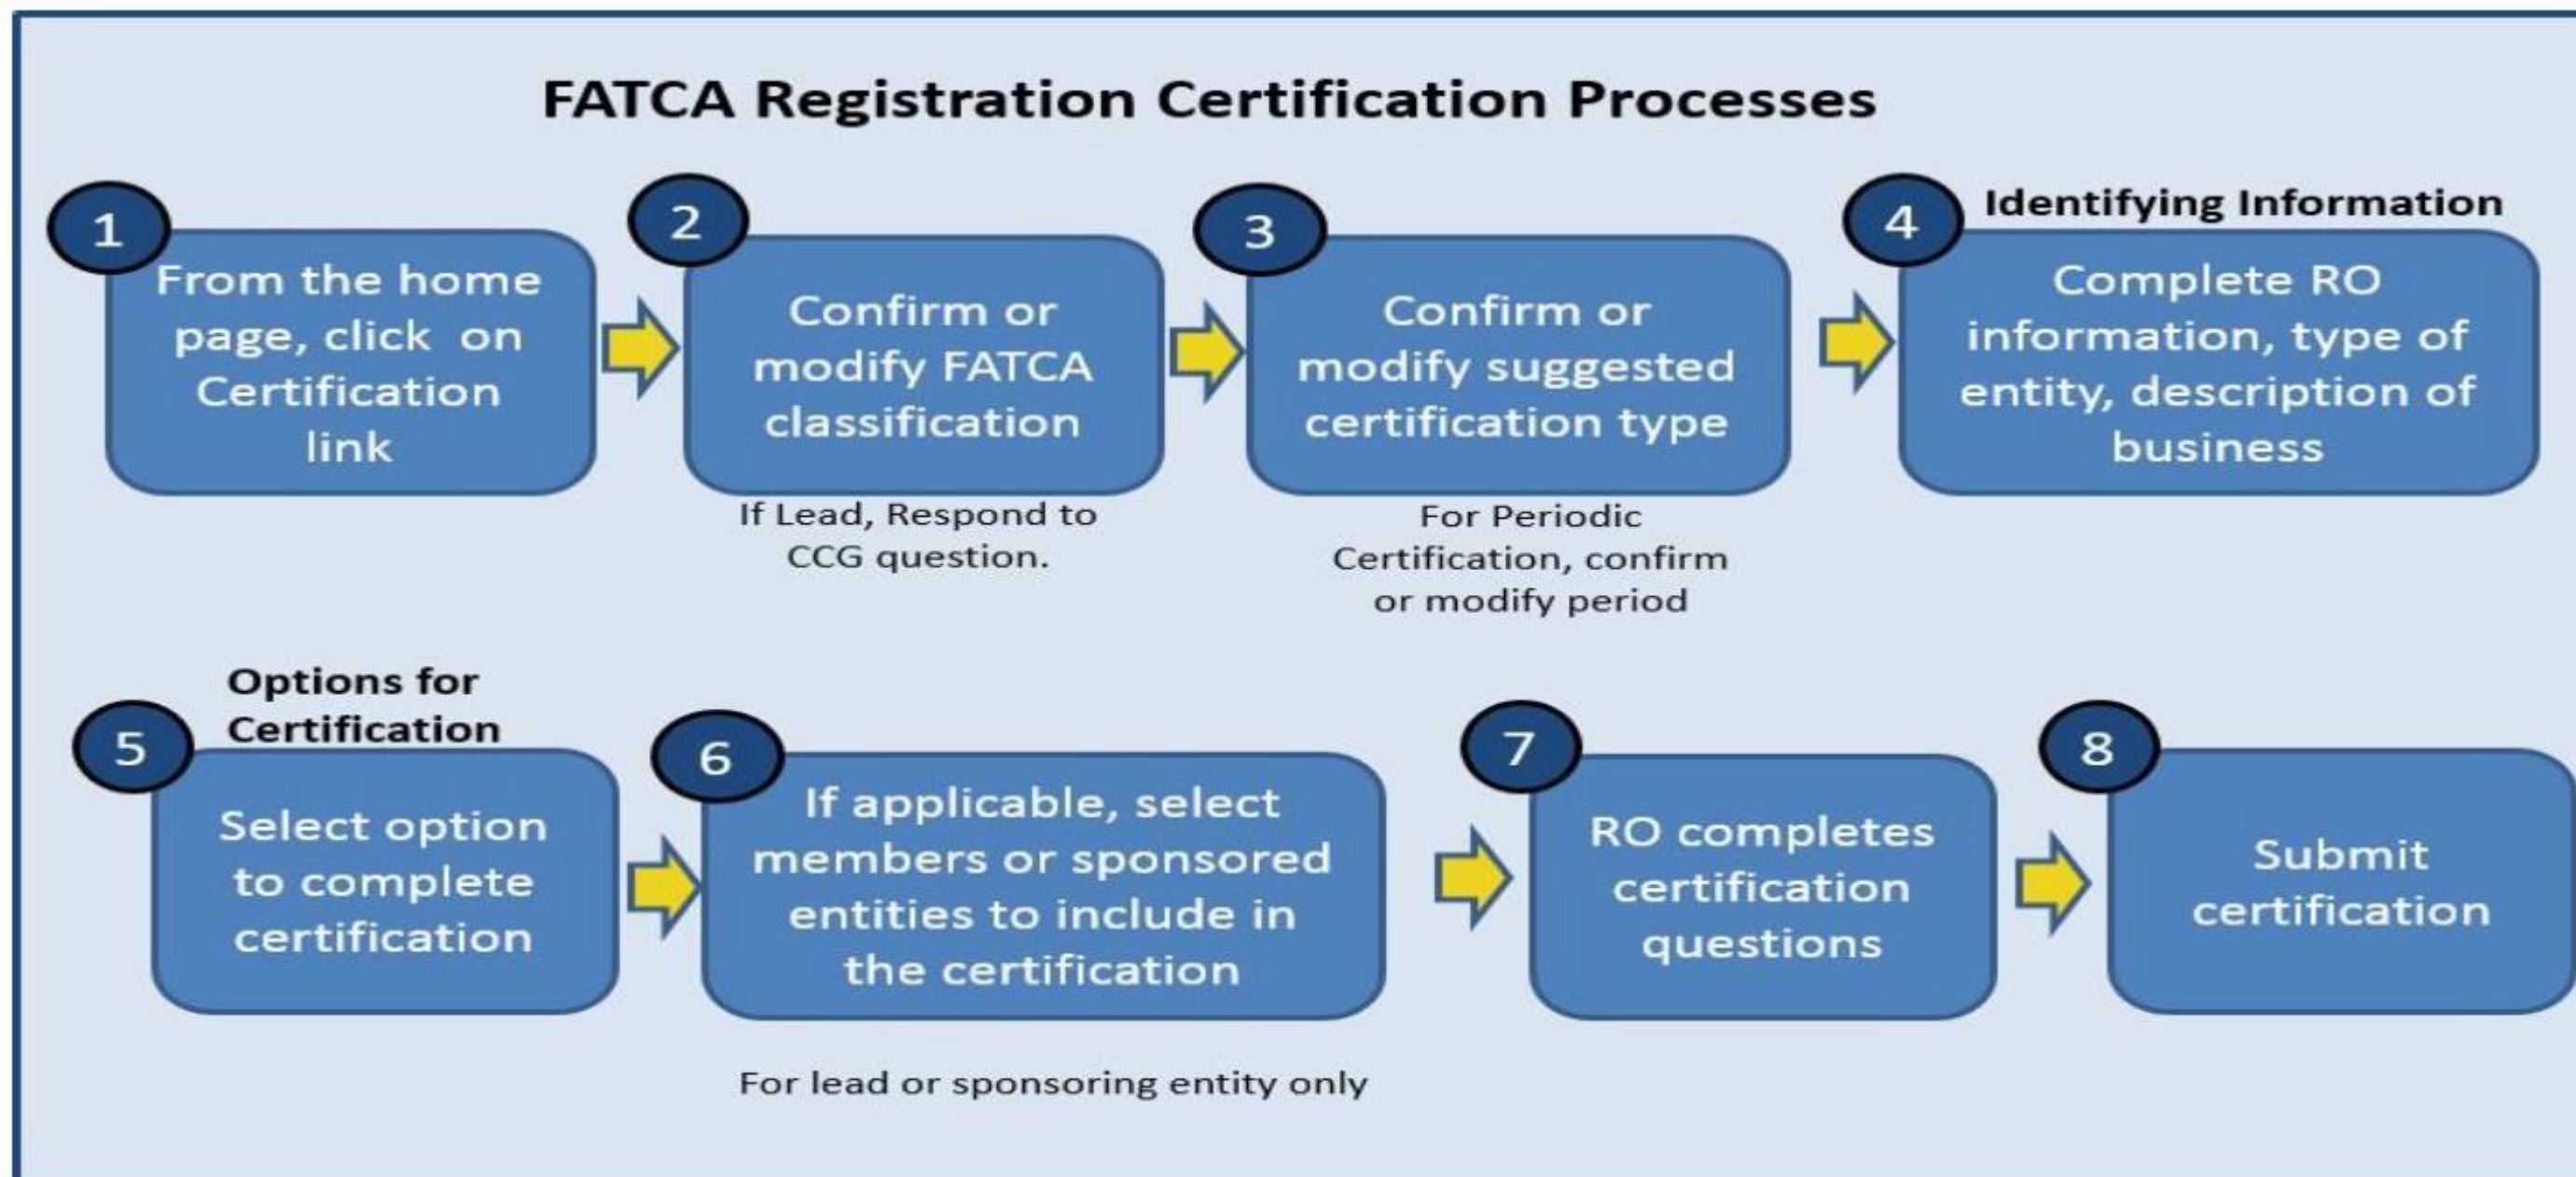 FATCA Registration Certification Processes
1
From the home
page, click on
Certification
link
2
Confirm or
modify FATCA
classification
If Lead, Respond to
CCG question.
3
Confirm or
modify suggested
certification type
For Periodic
Certification, confirm
or modify period
4
Identifying Information
Complete RO
information, type of
entity, description of
business
5
Options for
Certification
Select option
to complete
certification
6
If applicable, select
members or sponsored
entities to include in
the certification
For lead or sponsoring entity only
7
RO completes
certification
questions
8
Submit
certification